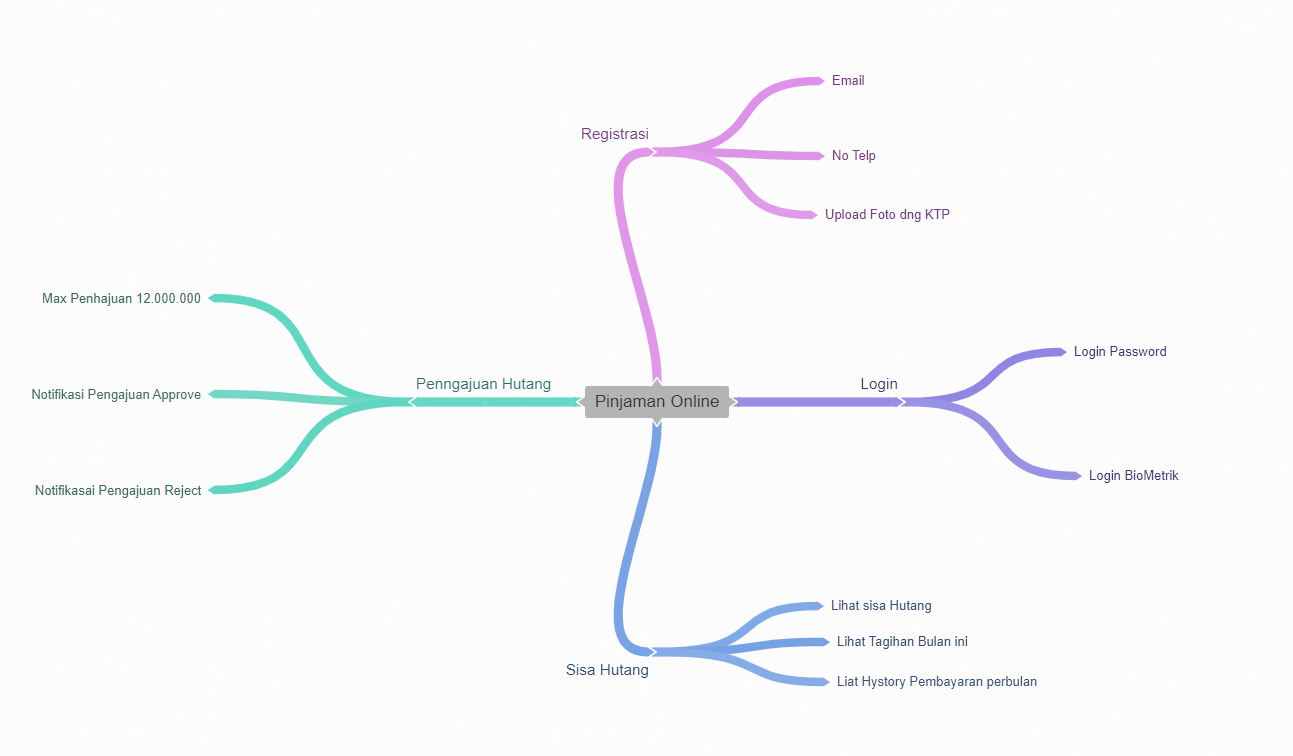 Email
Registrasi
No Telp
Upload Foto dng KTP
Max Penhajuan 12.000.000
Login Password
Penngajuan Hutang
Login
Notifikasi Pengajuan Approve
Pinjaman Online
Login BioMetrik
Notifikasai Pengajuan Reject
Lihat sisa Hutang
Lihat Tagihan Bulan ini
Sisa Hutang
Liat Hystory Pembayaran perbulan